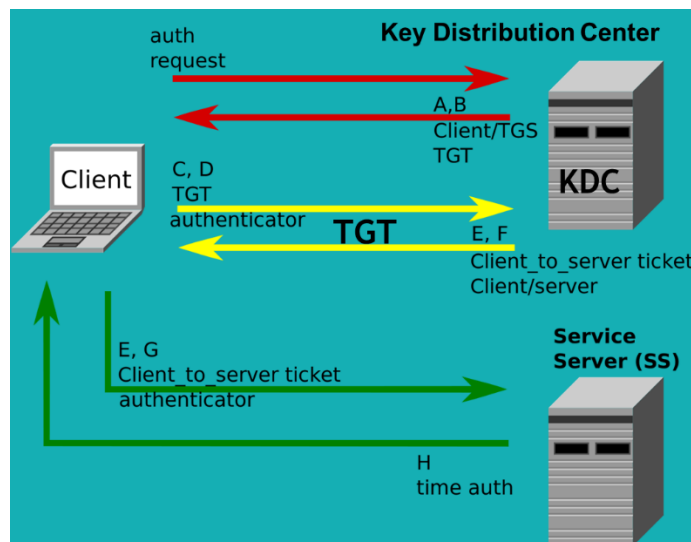 Key Distribution Center
auth
request
A,B
Client/TGS
TGT
KDC
Client
C, D
TGT
authenticator
TGT
E, F
Client_to_server ticket
Client/server
Service
Server (SS)
E, G
Client_to_server ticket
authenticator
H
time auth